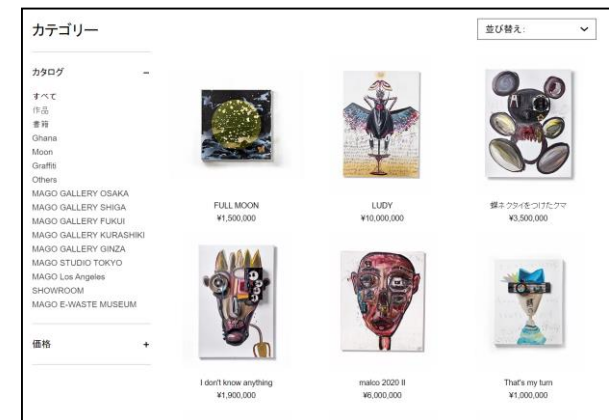 カテゴリー
並び替え:
カタログ −
すべて
作品
書籍
Ghana
Moon
Graffiti
Others
MAGO GALLERY OSAKA
MAGO GALLERY SHIGA
MAGO GALLERY FUKUI
MAGO GALLERY KURASHIKI
MAGO GALLERY GINZA
MAGO STUDIO TOKYO
MAGO Los Angeles
SHOWROOM
MAGO E-WASTE MUSEUM
価格 +
FULL MOON
¥1,500,000
LUDY
¥10,000,000
蝶ネクタイをつけたクマ
¥3,500,000
I don't know anything
¥1,900,000
malco 2020 II
¥6,000,000
That's my turn
¥1,000,000